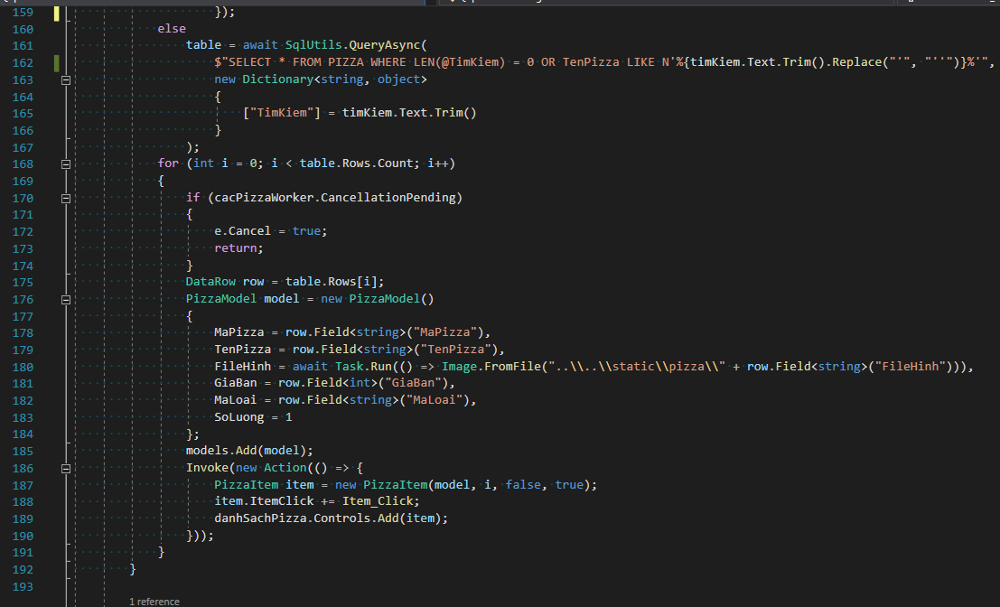 159 });
160 else
161 table = await SqlUtils.QueryAsync(
162 $"SELECT * FROM PIZZA WHERE LEN(@TimKiem) = 0 OR TenPizza LIKE N'%{timKiem.Text.Trim().Replace("'", "''")}%'",
163 new Dictionary<string, object>
164 {
165 ["TimKiem"] = timKiem.Text.Trim()
166 }
167 );
168 for (int i = 0; i < table.Rows.Count; i++)
169 {
170 if (cacPizzaWorker.CancellationPending)
171 {
172 e.Cancel = true;
173 return;
174 }
175 DataRow row = table.Rows[i];
176 PizzaModel model = new PizzaModel()
177 {
178 MaPizza = row.Field<string>("MaPizza"),
179 TenPizza = row.Field<string>("TenPizza"),
180 FileHinh = await Task.Run(() => Image.FromFile("..\\..\\static\\pizza\\" + row.Field<string>("FileHinh"))),
181 GiaBan = row.Field<int>("GiaBan"),
182 MaLoai = row.Field<string>("MaLoai"),
183 SoLuong = 1
184 };
185 models.Add(model);
186 Invoke(new Action(() => {
187 PizzaItem item = new PizzaItem(model, i, false, true);
188 item.ItemClick += Item_Click;
189 danhSachPizza.Controls.Add(item);
190 }));
191 }
192 }
193
1 reference